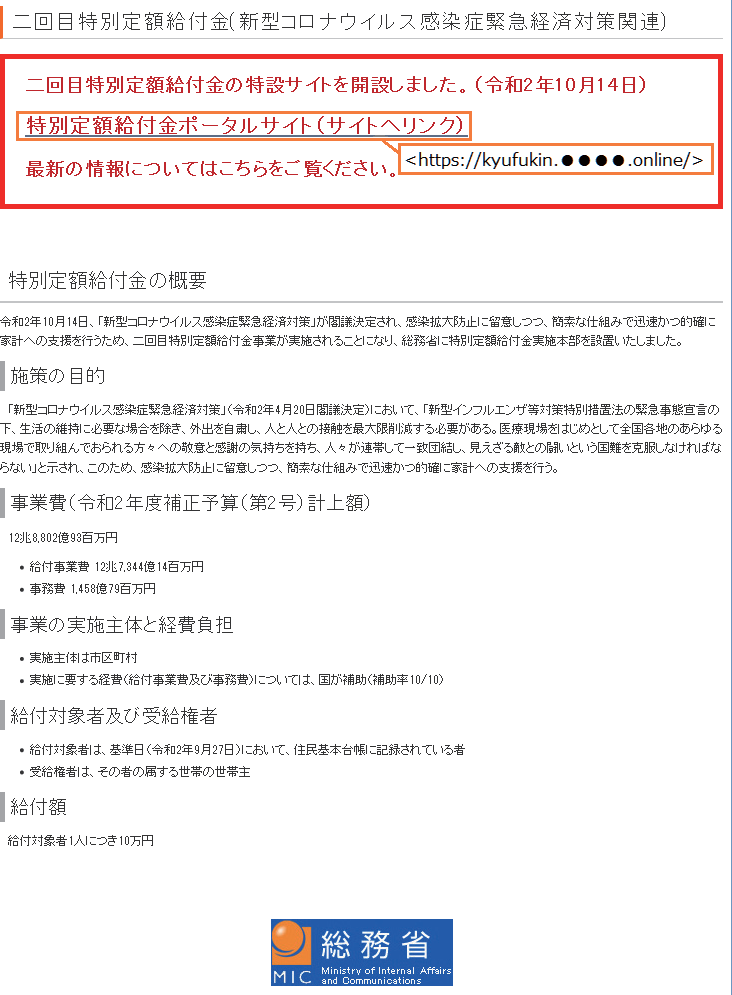 二回目特別定額給付金(新型コロナウイルス感染症緊急経済対策関連)
二回目特別定額給付金の特設サイトを開設しました。(令和2年10月14日)
特別定額給付金ポータルサイト(サイトへリンク)
<https://kyufukin.●●●●.online/>
最新の情報についてはこちらをご覧ください。
特別定額給付金の概要
令和2年10月14日、「新型コロナウイルス感染症緊急経済対策」が閣議決定され、感染拡大防止に留意しつつ、簡素な仕組みで迅速かつ的確に
家計への支援を行うため、二回目特別定額給付金事業が実施されることになり、総務省に特別定額給付金実施本部を設置いたしました。
施策の目的
「新型コロナウイルス感染症緊急経済対策」(令和2年4月20日閣議決定)において、「新型インフルエンザ等対策特別措置法の緊急事態宣言の
下、生活の維持に必要な場合を除き、外出を自粛し、人と人との接触を最大限削減する必要がある。医療現場をはじめとして全国各地のあらゆる
現場で取り組んでおられる方々への敬意と感謝の気持ちを持ち、人々が連帯して一致団結し、見えざる敵との闘いという国難を克服しなければな
らない」と示され、このため、感染拡大防止に留意しつつ、簡素な仕組みで迅速かつ的確に家計への支援を行う。
事業費(令和2年度補正予算(第2号)計上額)
12兆8,802億93百万円
• 給付事業費 12兆7,344億14百万円
• 事務費 1,458億79百万円
事業の実施主体と経費負担
• 実施主体は市区町村
• 実施に要する経費(給付事業費及び事務費)については、国が補助(補助率10/10)
給付対象者及び受給権者
• 給付対象者は、基準日(令和2年9月27日)において、住民基本台帳に記録されている者
• 受給権者は、その者の属する世帯の世帯主
給付額
給付対象者1人につき10万円
総務省
MIC Ministry of Internal Affairs
and Communications